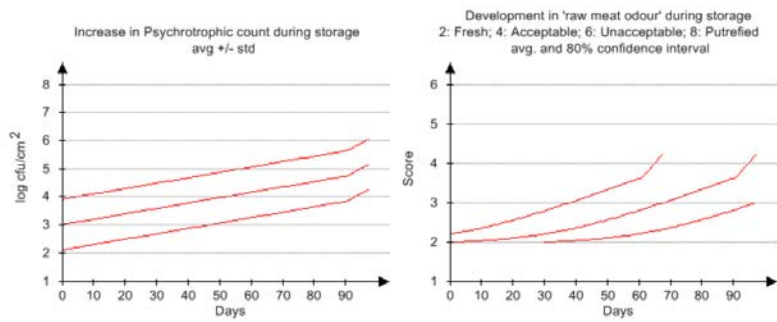 Increase in Psychrotrophic count during storage
avg +/- std
8
7
6
5
4
3
2
1
log cfu/cm²
0 10 20 30 40 50 60 70 80 90
Days
Development in 'raw meat odour' during storage
2: Fresh; 4: Acceptable; 6: Unacceptable; 8: Putrefied
avg. and 80% confidence interval
6
5
4
3
2
1
Score
0 10 20 30 40 50 60 70 80 90
Days